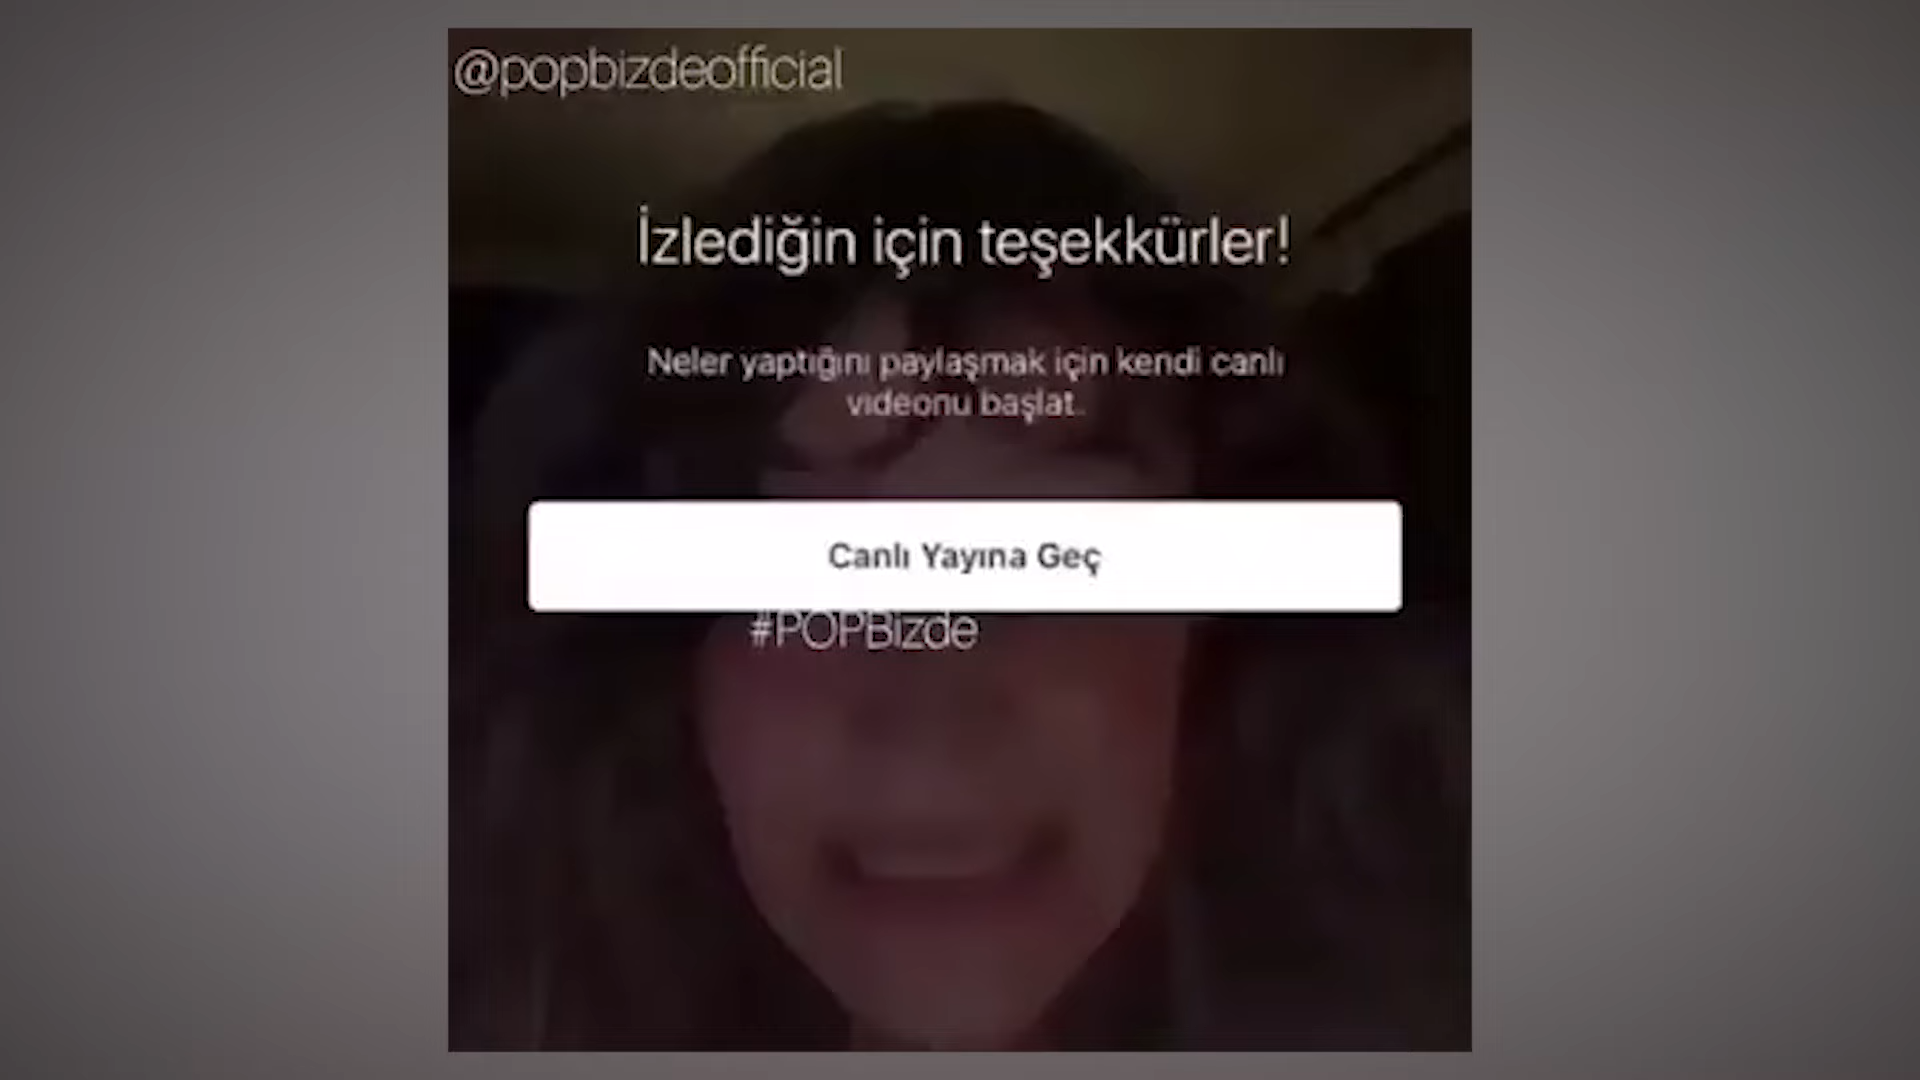 @popbizdeofficial
İzlediğin için teşekkürler!
Neler yaptığını paylaşmak için kendi canlı
videonu başlat.
Canlı Yayına Geç
#POPBizde